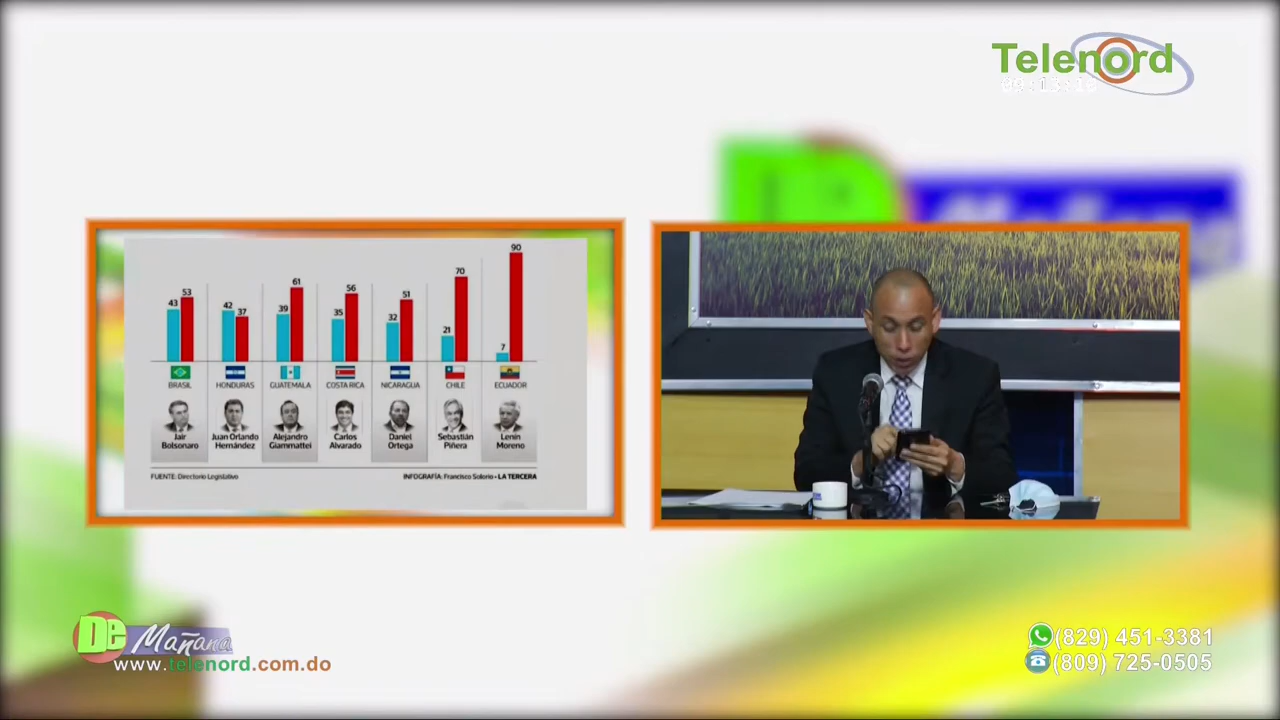 Telenord
90
70
61
53
56
51
43
42
37
39
35
32
21
7
BRASIL HONDURAS GUATEMALA COSTA RICA NICARAGUA CHILE ECUADOR
Jair Bolsonaro
Juan Orlando Hernández
Alejandro Giammattei
Carlos Alvarado
Daniel Ortega
Sebastián Piñera
Lenín Moreno
FUENTE: Directorio Legislativo
INFOGRAFÍA: Francisco Solorio - LA TERCERA
De Mañana
www.telenord.com.do
(829) 451-3381
(809) 725-0505